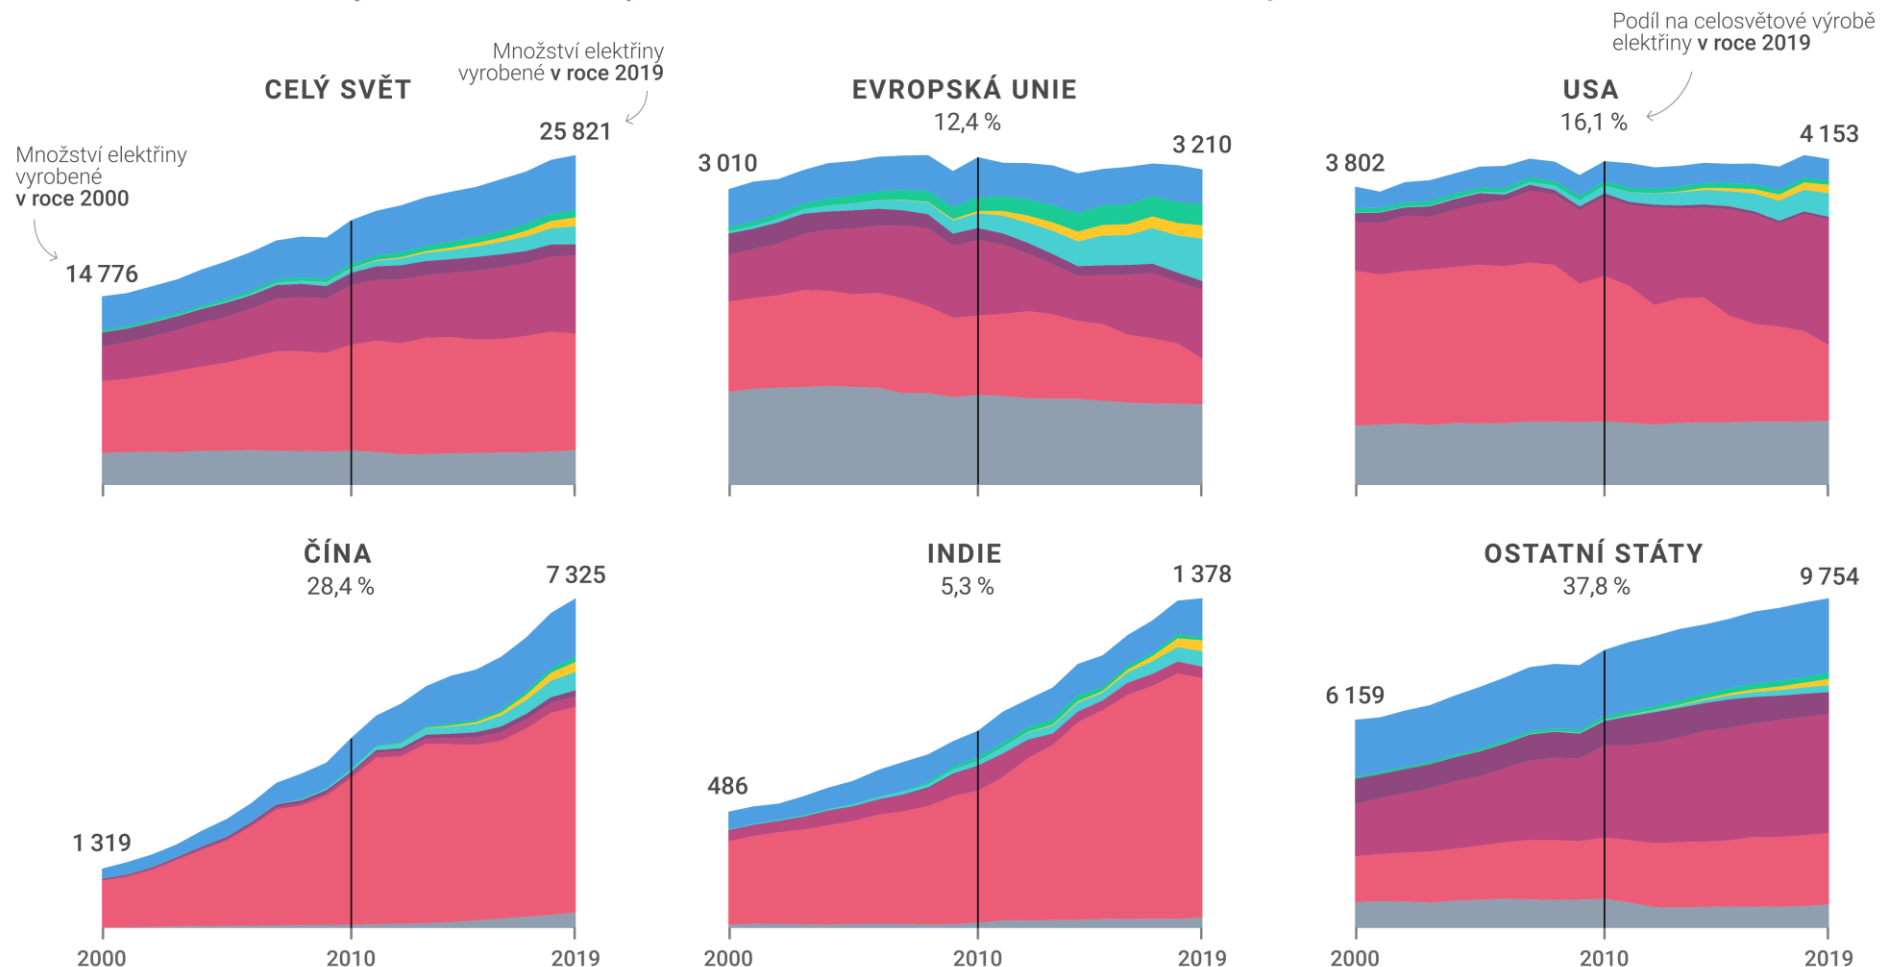 Množství elektřiny
vyrobené
v roce 2000
CELÝ SVĚT
Množství elektřiny
vyrobené v roce 2019
14 776
25 821
EVROPSKÁ UNIE
12,4 %
3 010
3 210
Podíl na celosvětové výrobě
elektřiny v roce 2019
USA
16,1 %
3 802
4 153
ČÍNA
28,4 %
1 319
7 325
2000
2010
2019
INDIE
5,3 %
486
1 378
2000
2010
2019
OSTATNÍ STÁTY
37,8 %
6 159
9 754
2000
2010
2019